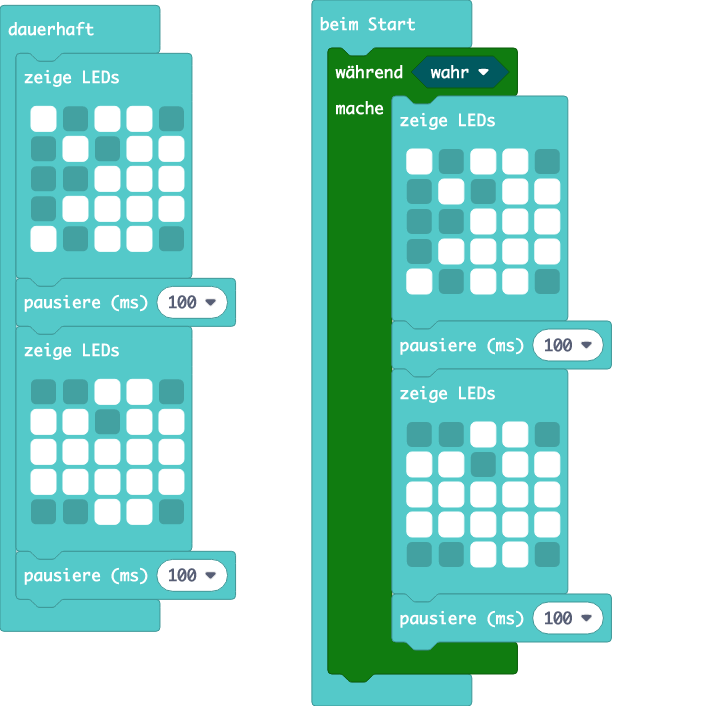 dauerhaft
zeige LEDs
pausiere (ms) 100
zeige LEDs
pausiere (ms) 100
beim Start
während wahr
mache
zeige LEDs
pausiere (ms) 100
zeige LEDs
pausiere (ms) 100